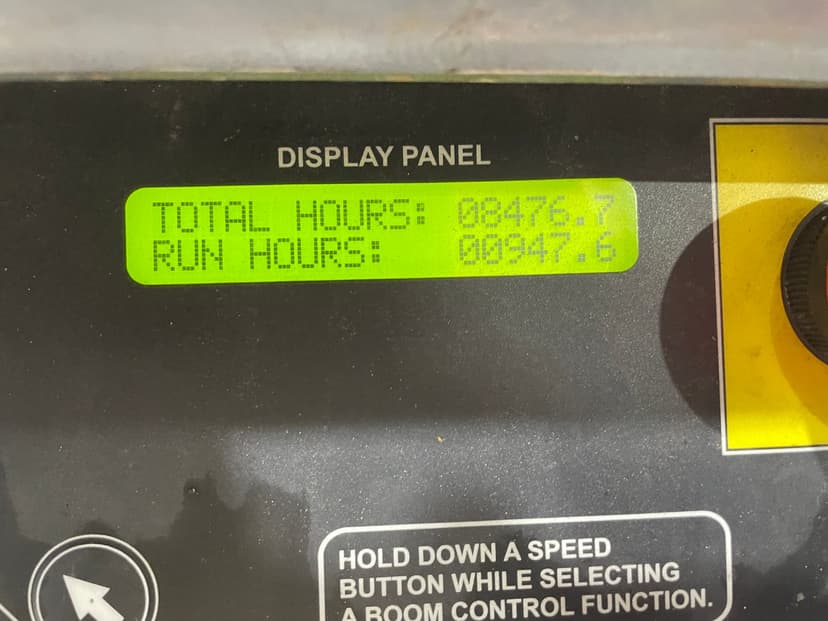 DISPLAY PANEL
TOTAL HOURS: 08476.7
RUN HOURS: 00947.6
HOLD DOWN A SPEED
BUTTON WHILE SELECTING
A BOOM CONTROL FUNCTION.